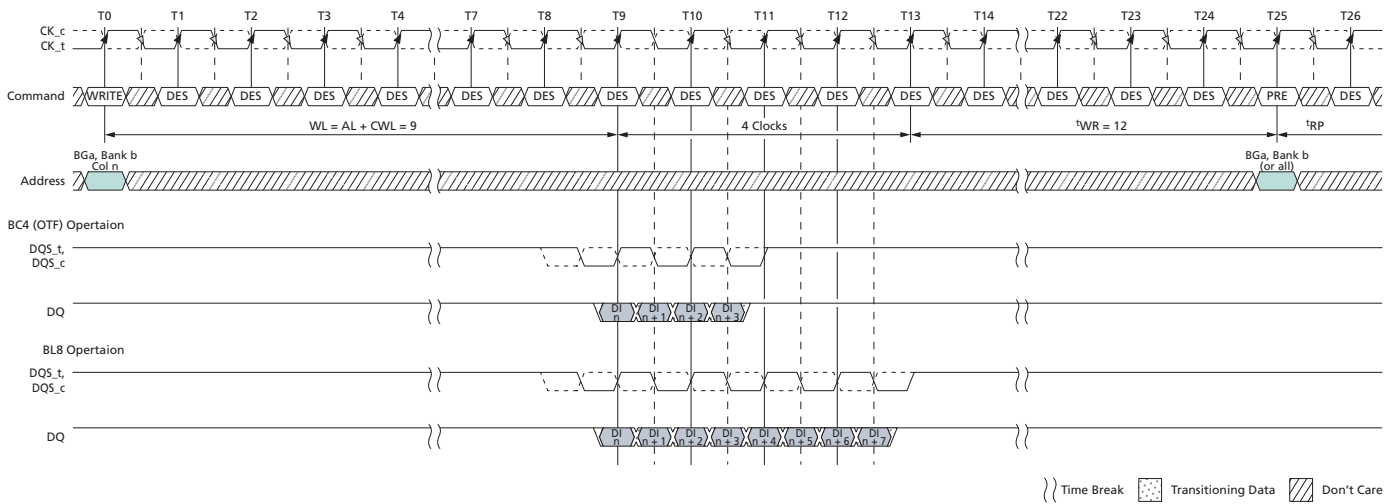 T0 T1 T2 T3 T4 T7 T8 T9 T10 T11 T12 T13 T14 T22 T23 T24 T25 T26
CK_c
CK_t
Command WRITE DES DES DES DES DES DES DES DES DES DES DES DES DES DES DES PRE DES
WL = AL + CWL = 9 4 Clocks tWR = 12 tRP
BGa, Bank b
Col n
BGa, Bank b
(or all)
Address
BC4 (OTF) Opertaion
DQS_t,
DQS_c
DQ DI n DI n + 1 DI n + 2 DI n + 3
BL8 Opertaion
DQS_t,
DQS_c
DQ DI n DI n + 1 DI n + 2 DI n + 3 DI n + 4 DI n + 5 DI n + 6 DI n + 7
Time Break Transitioning Data Don't Care